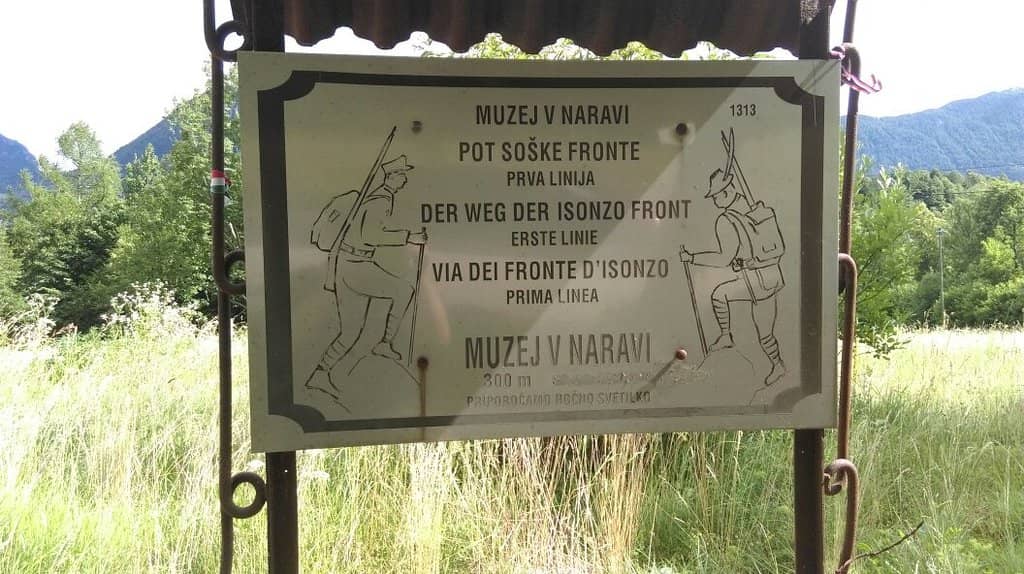 MUZEJ V NARAVI
1313
POT SOŠKE FRONTE
PRVA LINIJA
DER WEG DER ISONZO FRONT
ERSTE LINIE
VIA DEI FRONTE D'ISONZO
PRIMA LINEA
MUZEJ V NARAVI
300 m
PRIPOROČAMO ROČNO SVETILKO